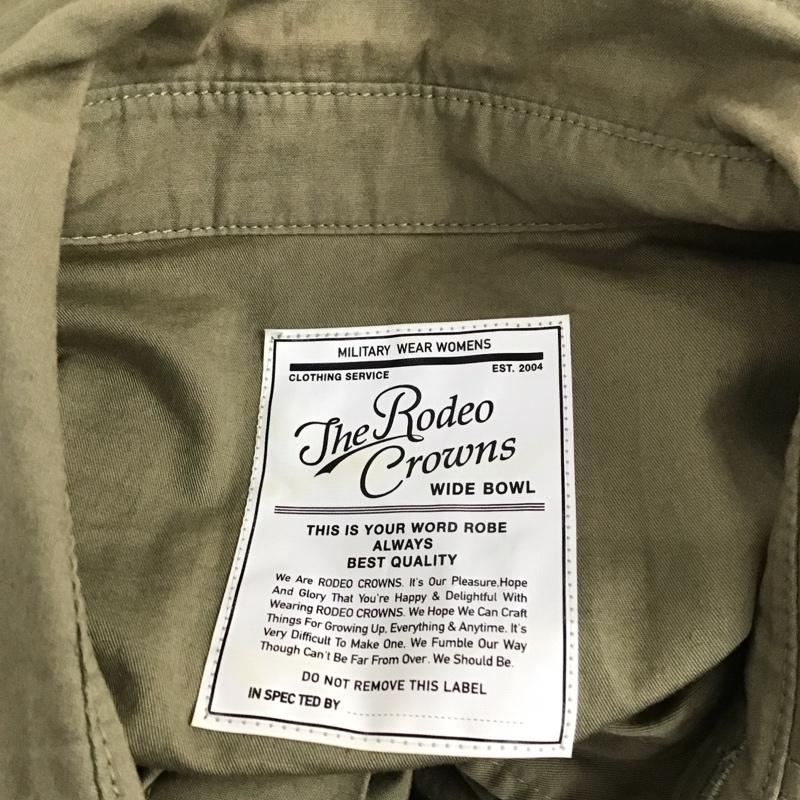 MILITARY WEAR WOMENS
CLOTHING SERVICE EST. 2004
The Rodeo
Crowns
WIDE BOWL
THIS IS YOUR WORD ROBE
ALWAYS
BEST QUALITY
We Are RODEO CROWNS. It's Our Pleasure,Hope
And Glory That You're Happy & Delightful With
Wearing RODEO CROWNS. We Hope We Can Craft
Things For Growing Up, Everything & Anytime. It's
Very Difficult To Make One, We Fumble Our Way
Though Can't Be Far From Over. We Should Be.
DO NOT REMOVE THIS LABEL
IN SPEC TED BY